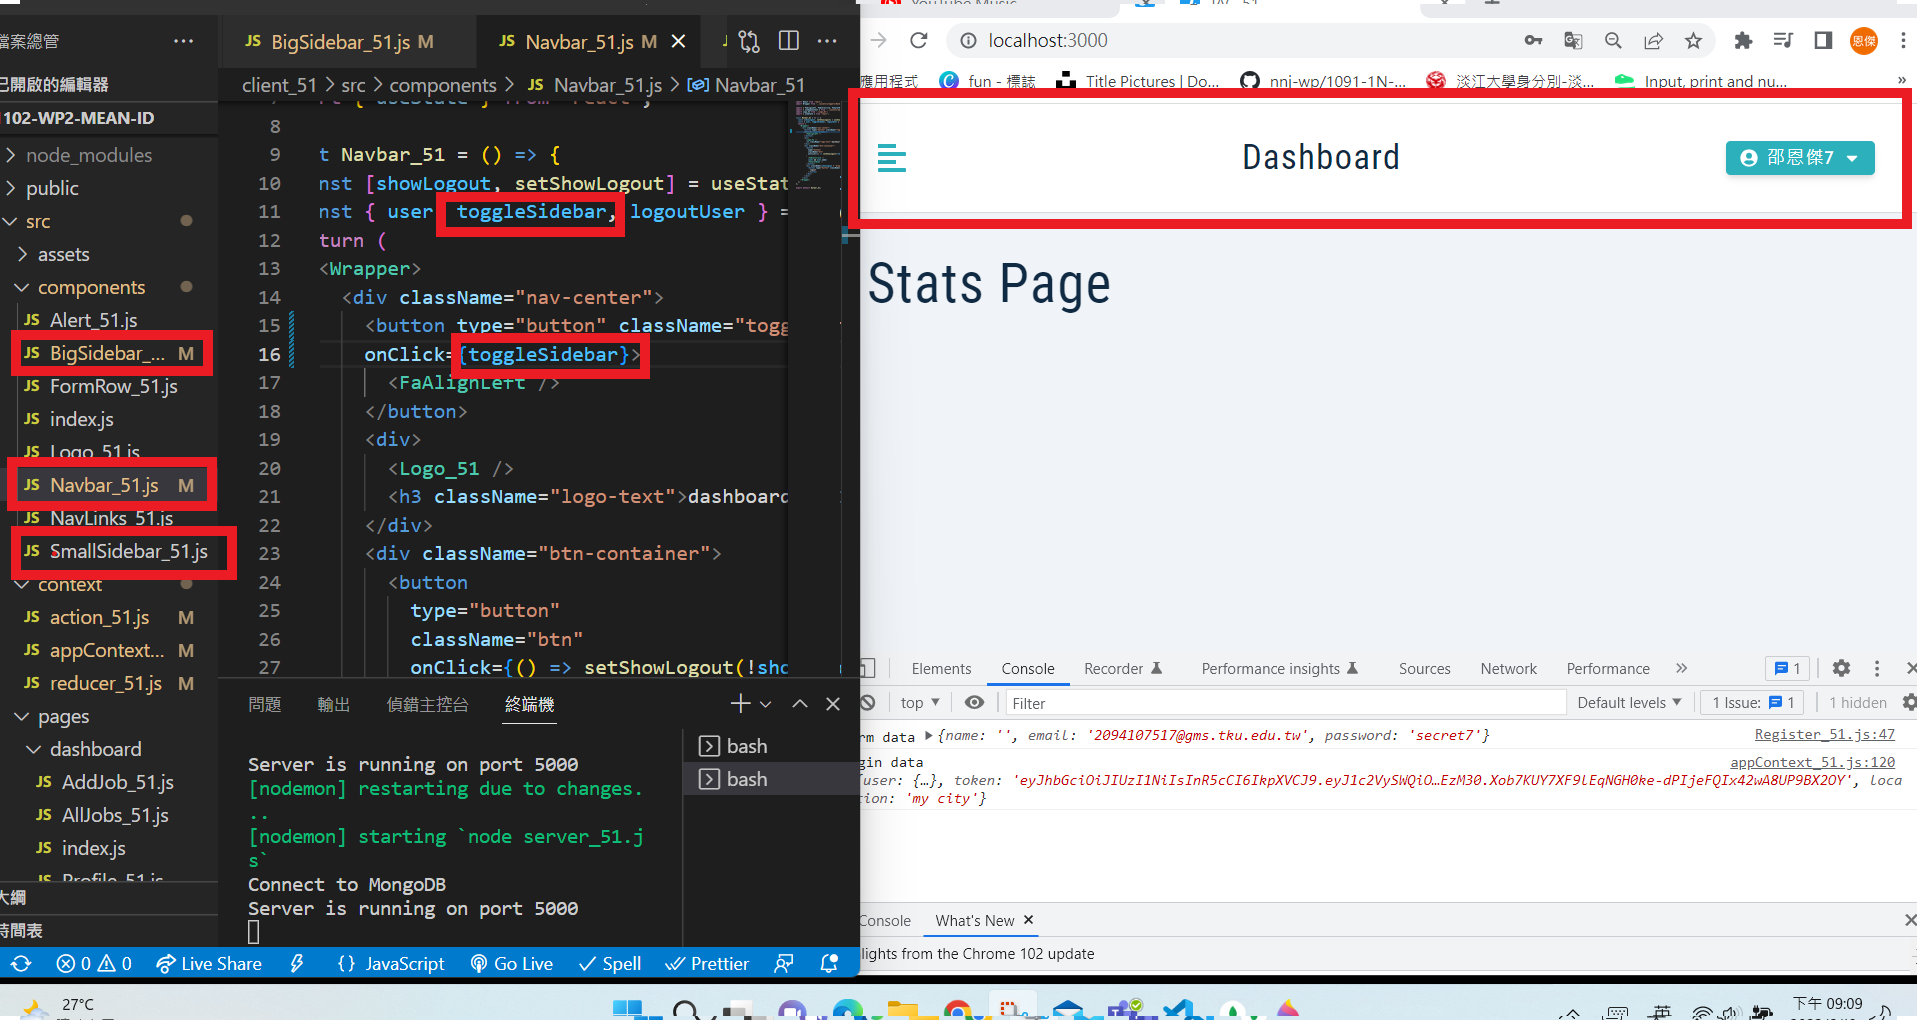 檔案總管
已開啟的編輯器
102-WP2-MEAN-ID
node_modules
public
src
assets
components
JS Alert_51.js
JS BigSidebar_... M
JS FormRow_51.js
JS index.js
JS Logo_51.js
JS Navbar_51.js M
JS NavLinks_51.js
JS SmallSidebar_51.js
context
JS action_51.js M
JS appContext... M
JS reducer_51.js M
pages
dashboard
JS AddJob_51.js
JS AllJobs_51.js
JS index.js
JS Profile_51.js
大綱
時間表
JS BigSidebar_51.js M
JS Navbar_51.js M
client_51 > src > components > JS Navbar_51.js > Navbar_51
8
9 t Navbar_51 = () => {
10 nst [showLogout, setShowLogout] = useStat
11 nst { user toggleSidebar, logoutUser } =
12 turn (
13 <Wrapper>
14 <div className="nav-center">
15 <button type="button" className="togg
16 onClick={toggleSidebar}>
17 <FaAlignLeft />
18 </button>
19 <div>
20 <Logo_51 />
21 <h3 className="logo-text">dashboard
22 </div>
23 <div className="btn-container">
24 <button
25 type="button"
26 className="btn"
27 onClick={() => setShowLogout(!sho
問題 輸出 偵錯主控台 終端機
Server is running on port 5000
[nodemon] restarting due to changes.
..
[nodemon] starting `node server_51.j
s`
Connect to MongoDB
Server is running on port 5000
bash
bash
0 0 Live Share {} JavaScript Go Live Spell Prettier
localhost:3000
恩傑
應用程式 fun - 標誌 Title Pictures | Do... nnj-wp/1091-1N-... 淡江大學身分別-淡... Input, print and nu... »
Dashboard
邵恩傑7
Stats Page
Elements Console Recorder Performance insights Sources Network Performance » 1
top Filter Default levels 1 Issue: 1 1 hidden
rm data {name: '', email: '2094107517@gms.tku.edu.tw', password: 'secret7'} Register_51.js:47
gin data appContext_51.js:120
{user: {…}, token: 'eyJhbGciOiJIUzI1NiIsInR5cCI6IkpXVCJ9.eyJ1c2VySWQiO…EzM30.Xob7KUY7XF9lEqNGH0ke-dPIjeFQIx42wA8UP9BX2OY', loca
tion: 'my city'}
Console What's New
lights from the Chrome 102 update
27°C
英
下午 09:09